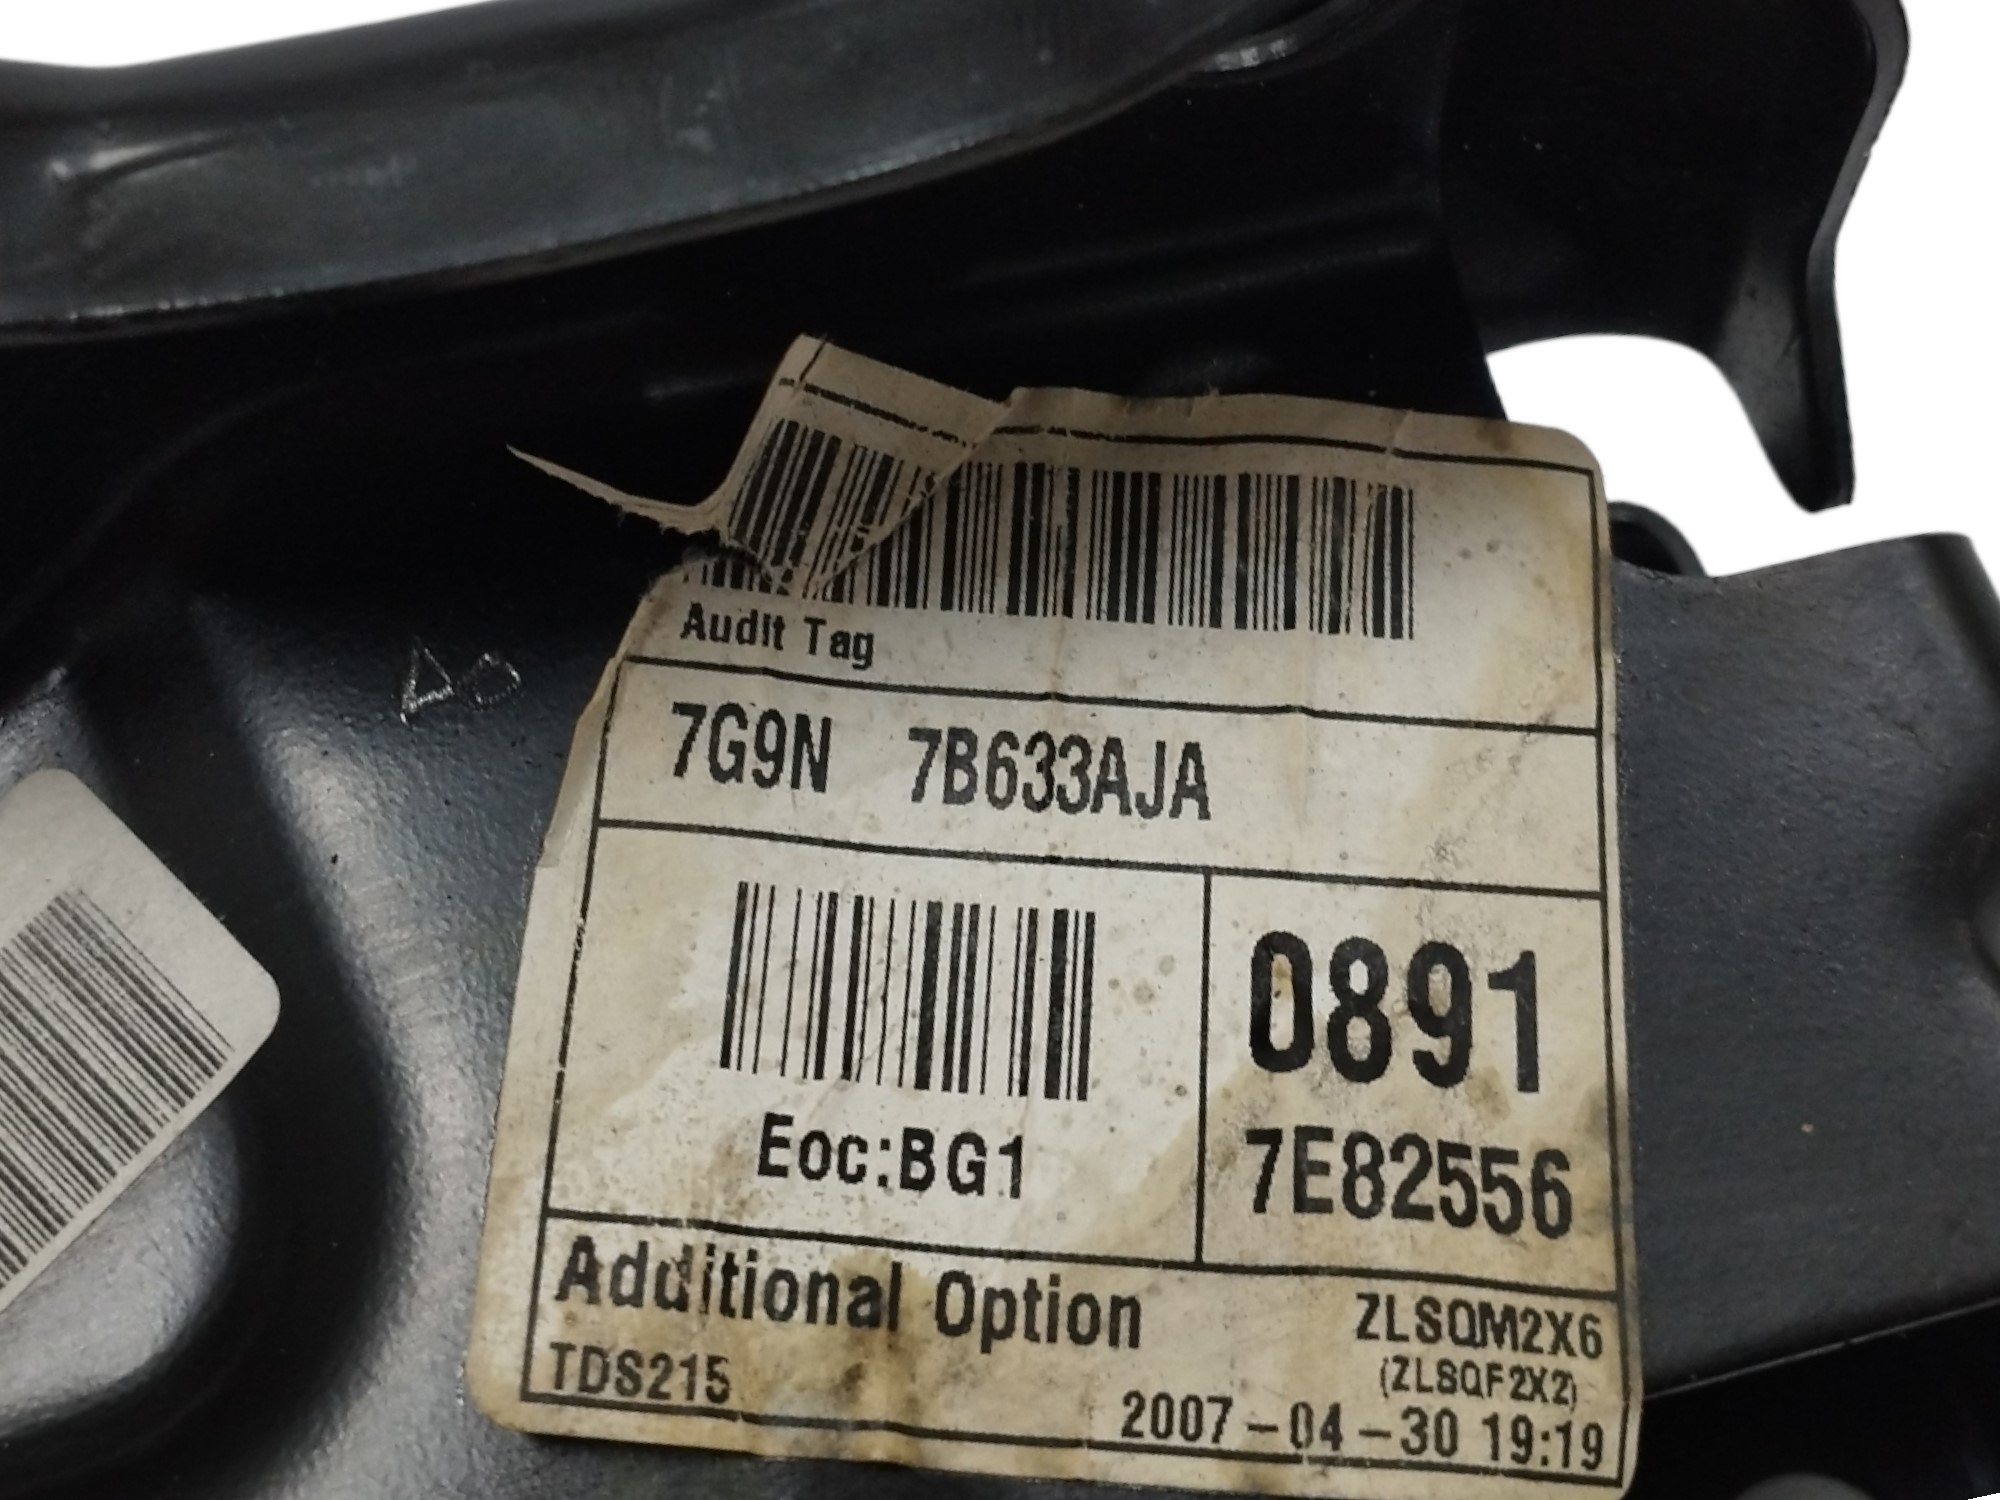 Audit Tag
7G9N 7B633AJA
0891
Eoc:BG1
7E82556
Additional Option
ZLSQM2X6
TDS215
(ZLSQF2X2)
2007-04-30 19:19